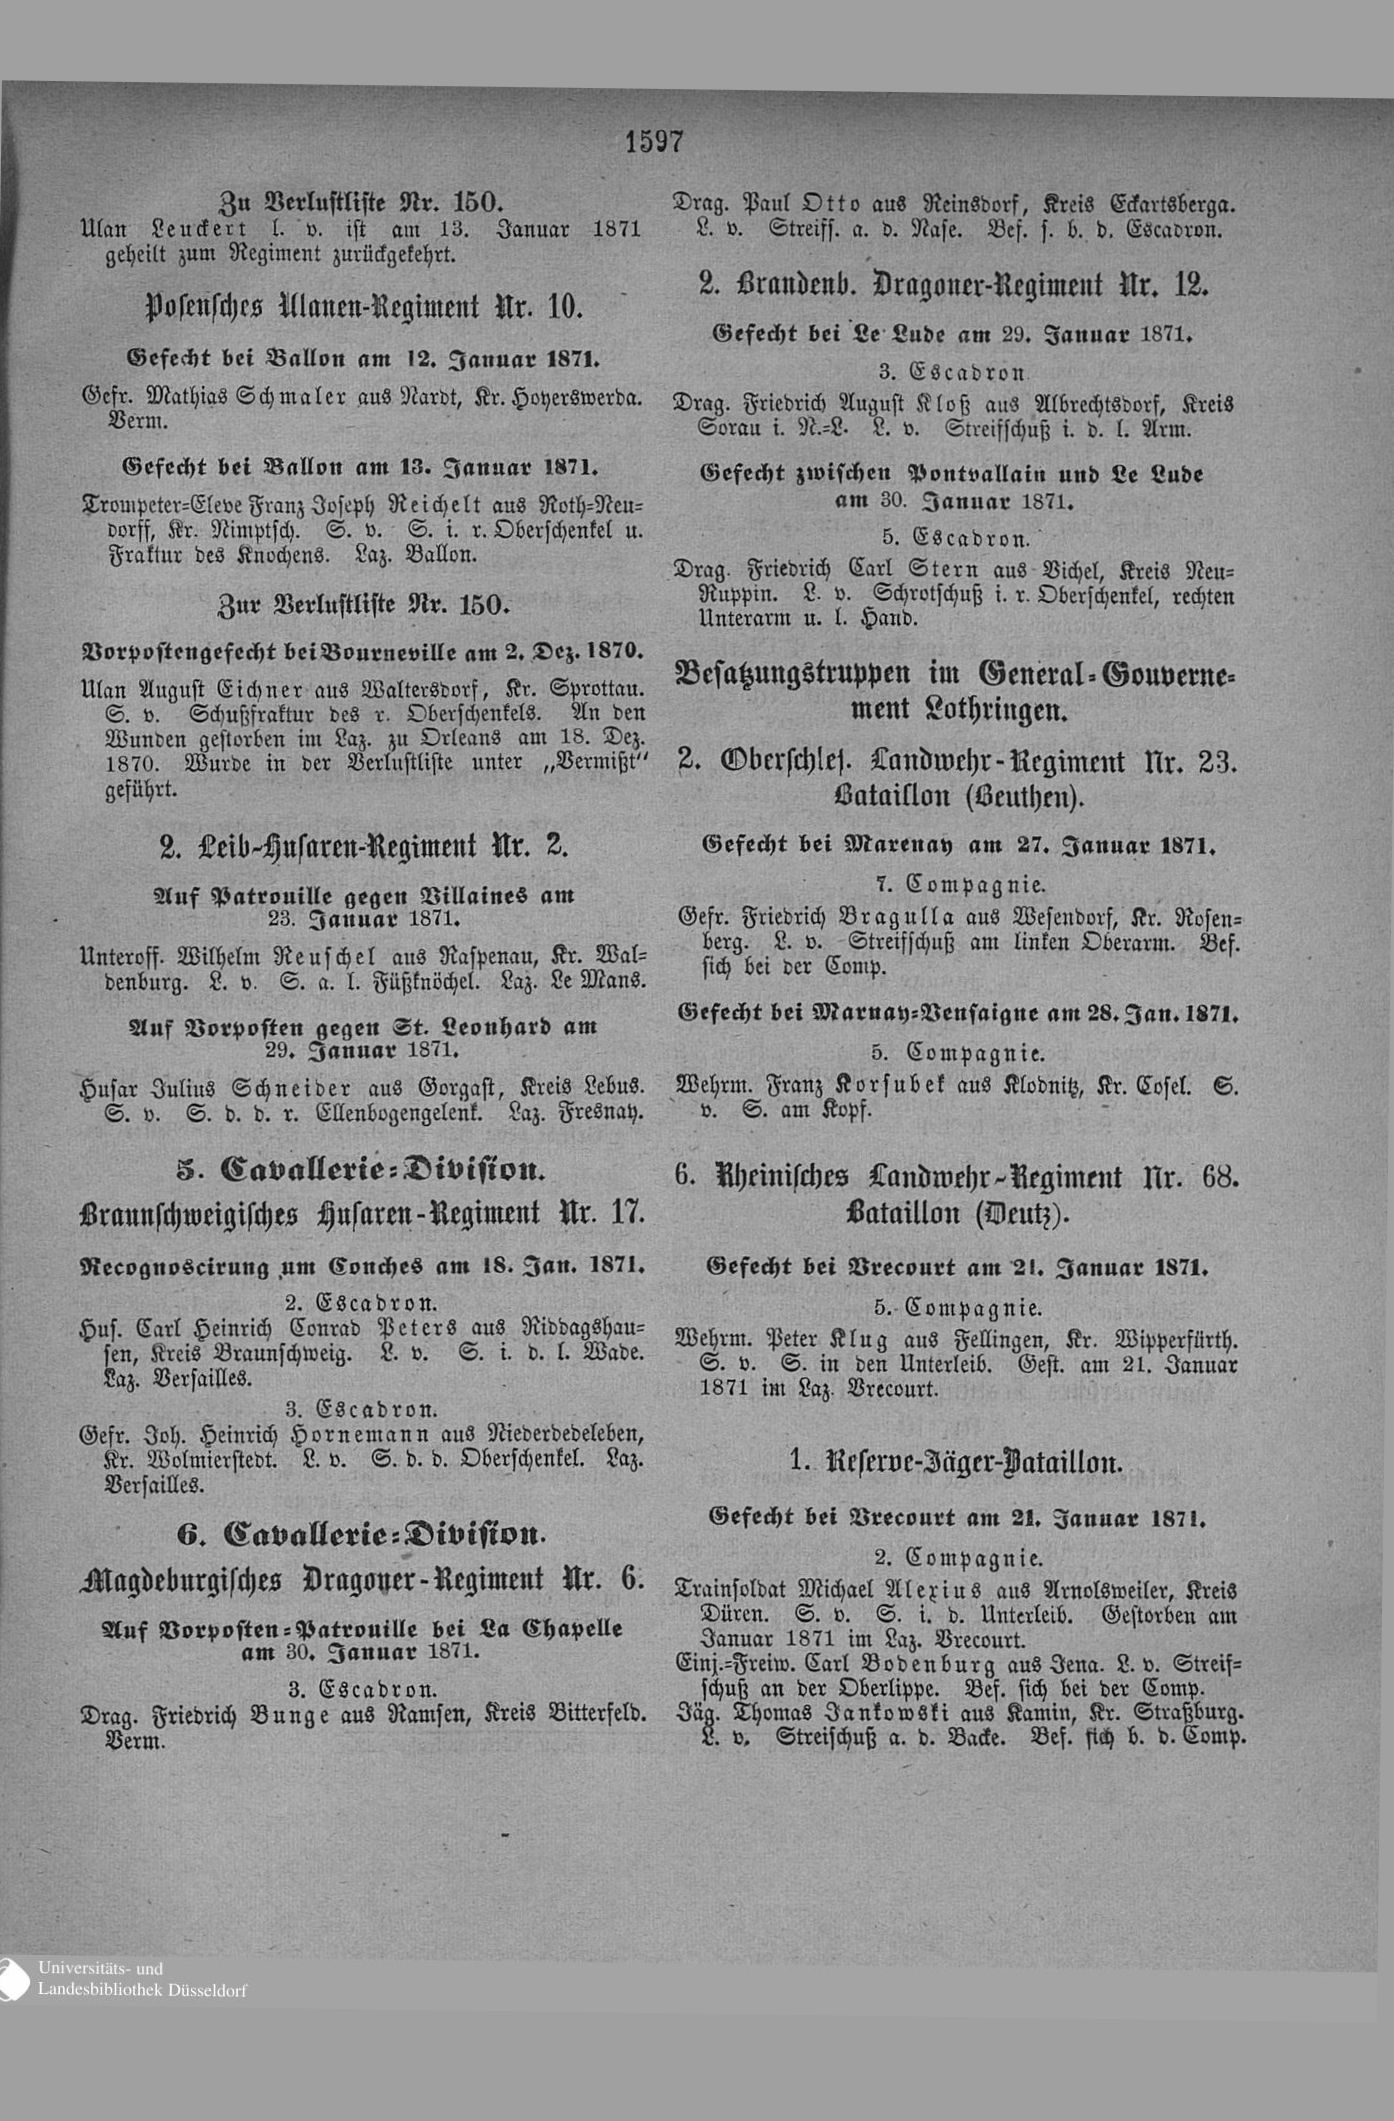 1597
Zu Verlustliste Nr. 150.
Ulan Leuckert l. v. ist am 13. Januar 1871
geheilt zum Regiment zurückgekehrt.
Posensches Ulanen-Regiment Nr. 10.
Gefecht bei Ballon am 12. Januar 1871.
Gefr. Mathias Schmaler aus Nardt, Kr. Hoyerswerda.
Verm.
Gefecht bei Ballon am 13. Januar 1871.
Trompeter-Eleve Franz Joseph Reichelt aus Roth-Neu-
dorff, Kr. Nimptsch. S. v. S. i. r. Oberschenkel u.
Fraktur des Knochens. Laz. Ballon.
Zur Verlustliste Nr. 150.
Vorpostengefecht bei Bourneville am 2. Dez. 1870.
Ulan August Eichner aus Waltersdorf, Kr. Sprottau.
S. v. Schußfraktur des r. Oberschenkels. An den
Wunden gestorben im Laz. zu Orleans am 18. Dez.
1870. Wurde in der Verlustliste unter „Vermißt“
geführt.
2. Leib-Husaren-Regiment Nr. 2.
Auf Patrouille gegen Villaines am
23. Januar 1871.
Unteroff. Wilhelm Reuschel aus Raspenau, Kr. Wal-
denburg. L. v. S. a. l. Füßknöchel. Laz. Le Mans.
Auf Vorposten gegen St. Leonhard am
29. Januar 1871.
Husar Julius Schneider aus Gorgast, Kreis Lebus.
S. v. S. d. d. r. Ellenbogengelenk. Laz. Fresnay.
5. Cavallerie-Division.
Braunschweigisches Husaren-Regiment Nr. 17.
Recognoscirung um Conches am 18. Jan. 1871.
2. Escadron.
Hus. Carl Heinrich Conrad Peters aus Riddagshau-
sen, Kreis Braunschweig. L. v. S. i. d. l. Wade.
Laz. Versailles.
3. Escadron.
Gefr. Joh. Heinrich Hornemann aus Niederdedeleben,
Kr. Wolmierstedt. L. v. S. d. d. Oberschenkel. Laz.
Versailles.
6. Cavallerie-Division.
Magdeburgisches Dragoner-Regiment Nr. 6.
Auf Vorposten-Patrouille bei La Chapelle
am 30. Januar 1871.
3. Escadron.
Drag. Friedrich Bunge aus Ramsen, Kreis Bitterfeld.
Verm.
Drag. Paul Otto aus Reinsdorf, Kreis Eckartsberga.
L. v. Streiff. a. d. Nase. Bef. s. b. d. Escadron.
2. Brandenb. Dragoner-Regiment Nr. 12.
Gefecht bei Le Lude am 29. Januar 1871.
3. Escadron
Drag. Friedrich August Kloß aus Albrechtsdorf, Kreis
Sorau i. N.-L. L. v. Streifschuß i. d. l. Arm.
Gefecht zwischen Pontvallain und Le Lude
am 30. Januar 1871.
5. Escadron.
Drag. Friedrich Carl Stern aus Vichel, Kreis Neu-
Ruppin. L. v. Schrotschuß i. r. Oberschenkel, rechten
Unterarm u. l. Hand.
Besatzungstruppen im General-Gouverne-
ment Lothringen.
2. Oberschles. Landwehr-Regiment Nr. 23.
Bataillon (Beuthen).
Gefecht bei Marenay am 27. Januar 1871.
7. Compagnie.
Gefr. Friedrich Bragulla aus Wesendorf, Kr. Rosen-
berg. L. v. Streifschuß am linken Oberarm. Bef.
sich bei der Comp.
Gefecht bei Marnay-Vensaigne am 28. Jan. 1871.
5. Compagnie.
Wehrm. Franz Korsubek aus Klodnitz, Kr. Cosel. S.
v. S. am Kopf.
6. Rheinisches Landwehr-Regiment Nr. 68.
Bataillon (Deutz).
Gefecht bei Vrecourt am 21. Januar 1871.
5. Compagnie.
Wehrm. Peter Klug aus Fellingen, Kr. Wipperfürth.
S. v. S. in den Unterleib. Gest. am 21. Januar
1871 im Laz. Vrecourt.
1. Reserve-Jäger-Bataillon.
Gefecht bei Vrecourt am 21. Januar 1871.
2. Compagnie.
Trainsoldat Michael Alexius aus Arnolsweiler, Kreis
Düren. S. v. S. i. d. Unterleib. Gestorben am
Januar 1871 im Laz. Vrecourt.
Einj.-Freiw. Carl Bodenburg aus Jena. L. v. Streif-
schuß an der Oberlippe. Bef. sich bei der Comp.
Jäg. Thomas Jankowski aus Kamin, Kr. Straßburg.
L. v. Streischuß a. d. Backe. Bef. sich b. d. Comp.
Universitäts- und
Landesbibliothek Düsseldorf